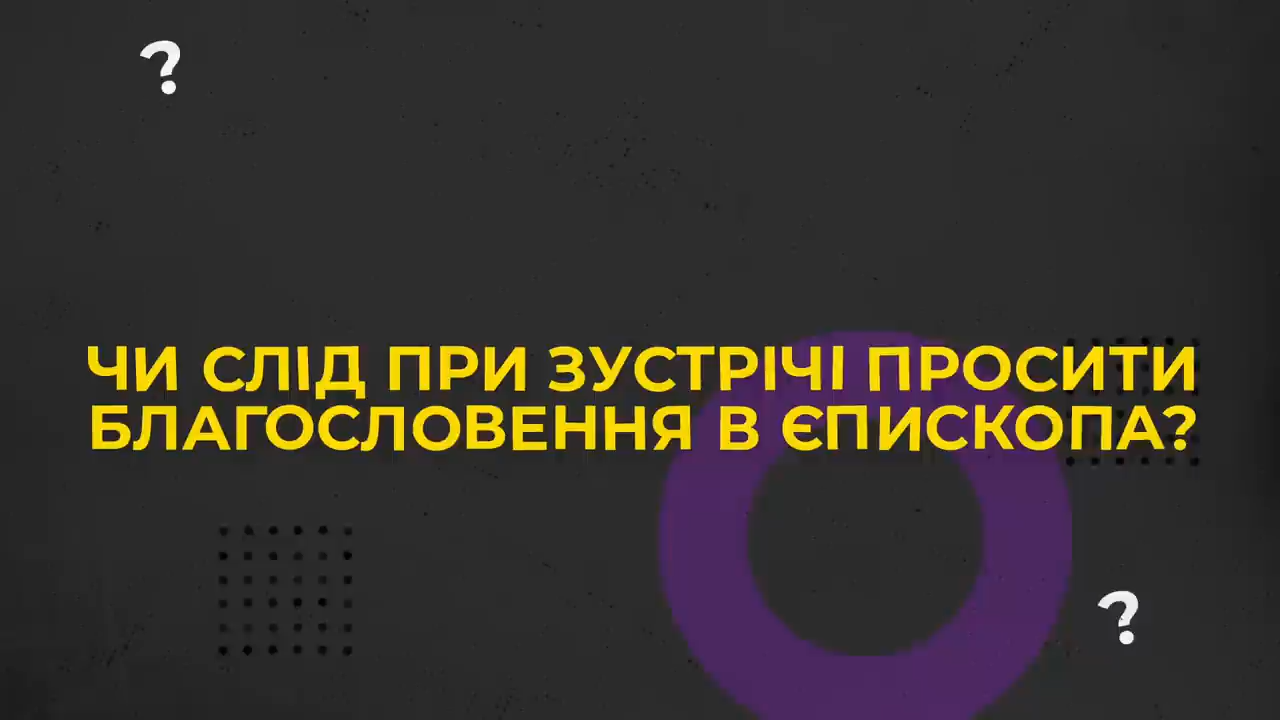 ?
ЧИ СЛІД ПРИ ЗУСТРІЧІ ПРОСИТИ
БЛАГОСЛОВЕННЯ В ЄПИСКОПА?
?